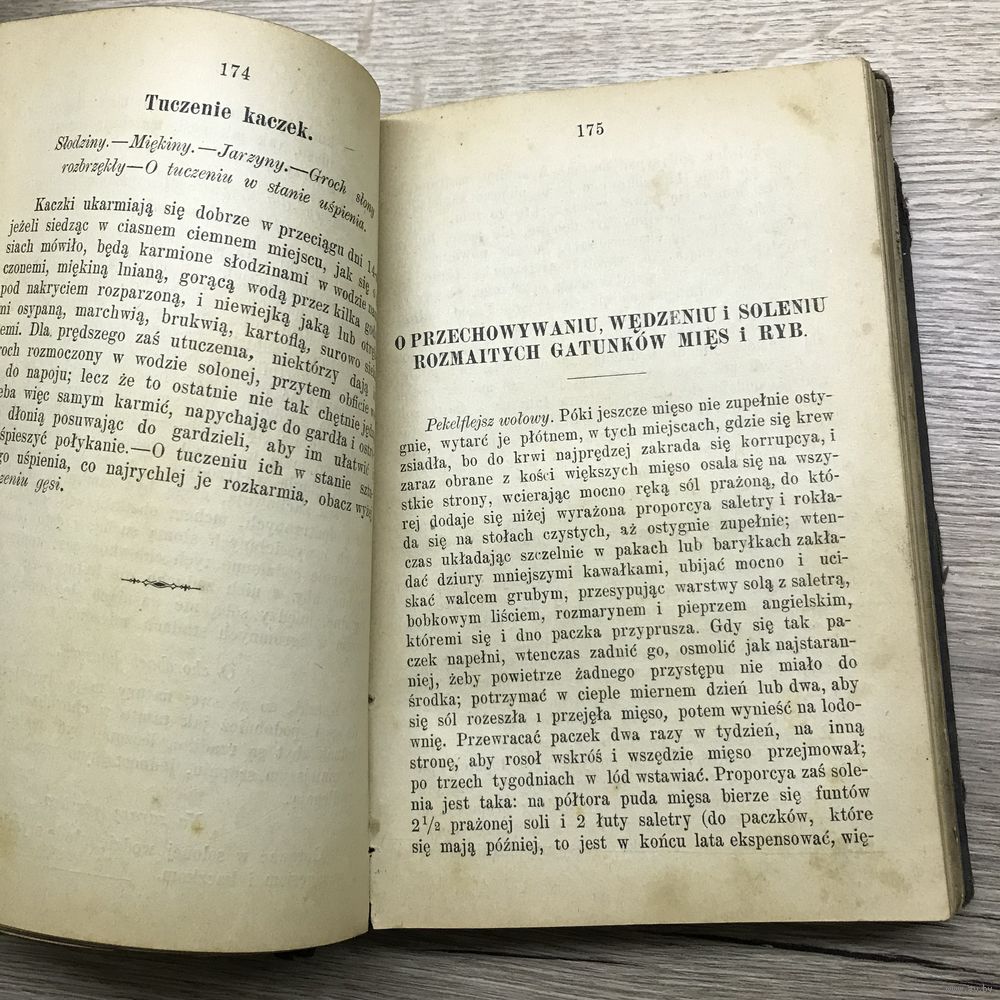 174
Tuczenie kaczek.
Słodziny.—Miękiny.—Jarzyny.—Groch słony
rozbrzękły—O tuczeniu w stanie uśpienia.
Kaczki ukarmiają się dobrze w przeciągu dni 14-
jeżeli siedząc w ciasnem ciemnem miejscu, jak się o
siach mówiło, będą karmione słodzinami w wodzie
czonemi, miękiną lnianą, gorącą wodą przez kilka
pod nakryciem rozparzoną, i niewiejką jaką lub
mi osypaną, marchwią, brukwią, kartoflą, surowo
emi. Dla prędszego zaś utuczenia, niektórzy dają
roch rozmoczony w wodzie solonej, przytem obficie
do napoju; lecz że to ostatnie nie tak chętnie
eba więc samym karmić, napychając do gardła i
dłonią posuwając do gardzieli, aby im ułatwić
śpieszyć połykanie.—O tuczeniu ich w stanie
go uśpienia, co najrychlej je rozkarmia, obacz
zeniu gęsi.
175
O PRZECHOWYWANIU, WĘDZENIU i SOLENIU
ROZMAITYCH GATUNKÓW MIĘS i RYB.
Pekelflejsz wołowy. Póki jeszcze mięso nie zupełnie osty-
gnie, wytarć je płótnem, w tych miejscach, gdzie się krew
zsiadła, bo do krwi najprędzej zakrada się korrupcya, i
zaraz obrane z kości większych mięso osala się na wszy-
stkie strony, wcierając mocno ręką sól prażoną, do któ-
rej dodaje się niżej wyrażona proporcya saletry i rokła-
da się na stołach czystych, aż ostygnie zupełnie; wten-
czas układając szczelnie w pakach lub baryłkach zakła-
dać dziury mniejszymi kawałkami, ubijać mocno i uci-
skać walcem grubym, przesypując warstwy solą z saletrą,
bobkowym liściem, rozmarynem i pieprzem angielskim,
któremi się i dno paczka przyprusza. Gdy się tak pa-
czek napełni, wtenczas zadnić go, osmolić jak najstaran-
niej, żeby powietrze żadnego przystępu nie miało do
środka; potrzymać w cieple miernem dzień lub dwa, aby
się sól rozeszła i przejęła mięso, potem wynieść na lodo-
wnię. Przewracać paczek dwa razy w tydzień, na inną
stronę, aby rosoł wskróś i wszędzie mięso przejmował;
po trzech tygodniach w lód wstawiać. Proporcya zaś sole-
nia jest taka: na półtora puda mięsa bierze się funtów
2 1/2 prażonej soli i 2 łuty saletry (do paczków, które
się mają później, to jest w końcu lata ekspensować, wię-